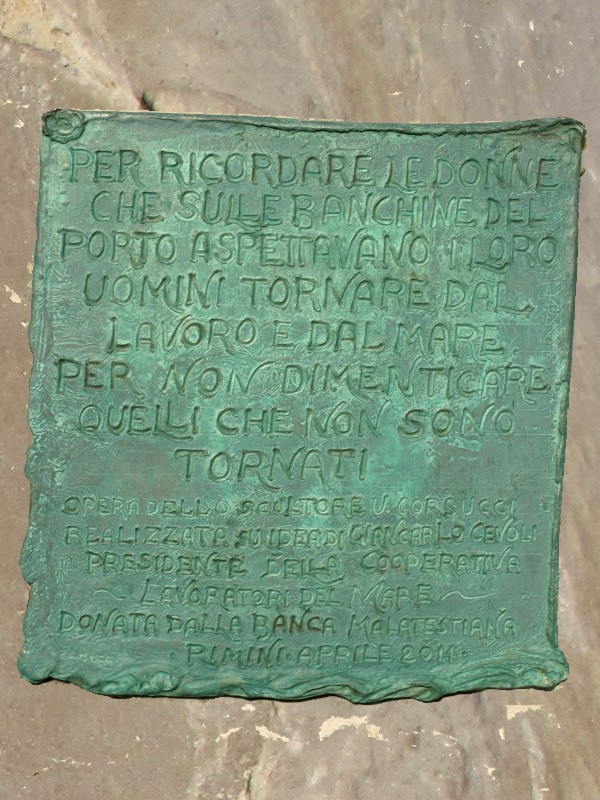 PER RICORDARE LE DONNE
CHE SULLE BANCHINE DEL
PORTO ASPETTAVANO I LORO
UOMINI TORNARE DAL
LAVORO E DAL MARE
PER NON DIMENTICARE
QUELLI CHE NON SONO
TORNATI
OPERA DELLO SCULTORE U. CORSUCCI
REALIZZATA SU IDEA DI GIANCARLO CEVOLI
PRESIDENTE DELLA COOPERATIVA
~ LAVORATORI DEL MARE ~
DONATA DALLA BANCA MALATESTIANA
· RIMINI · APRILE 2014 ·